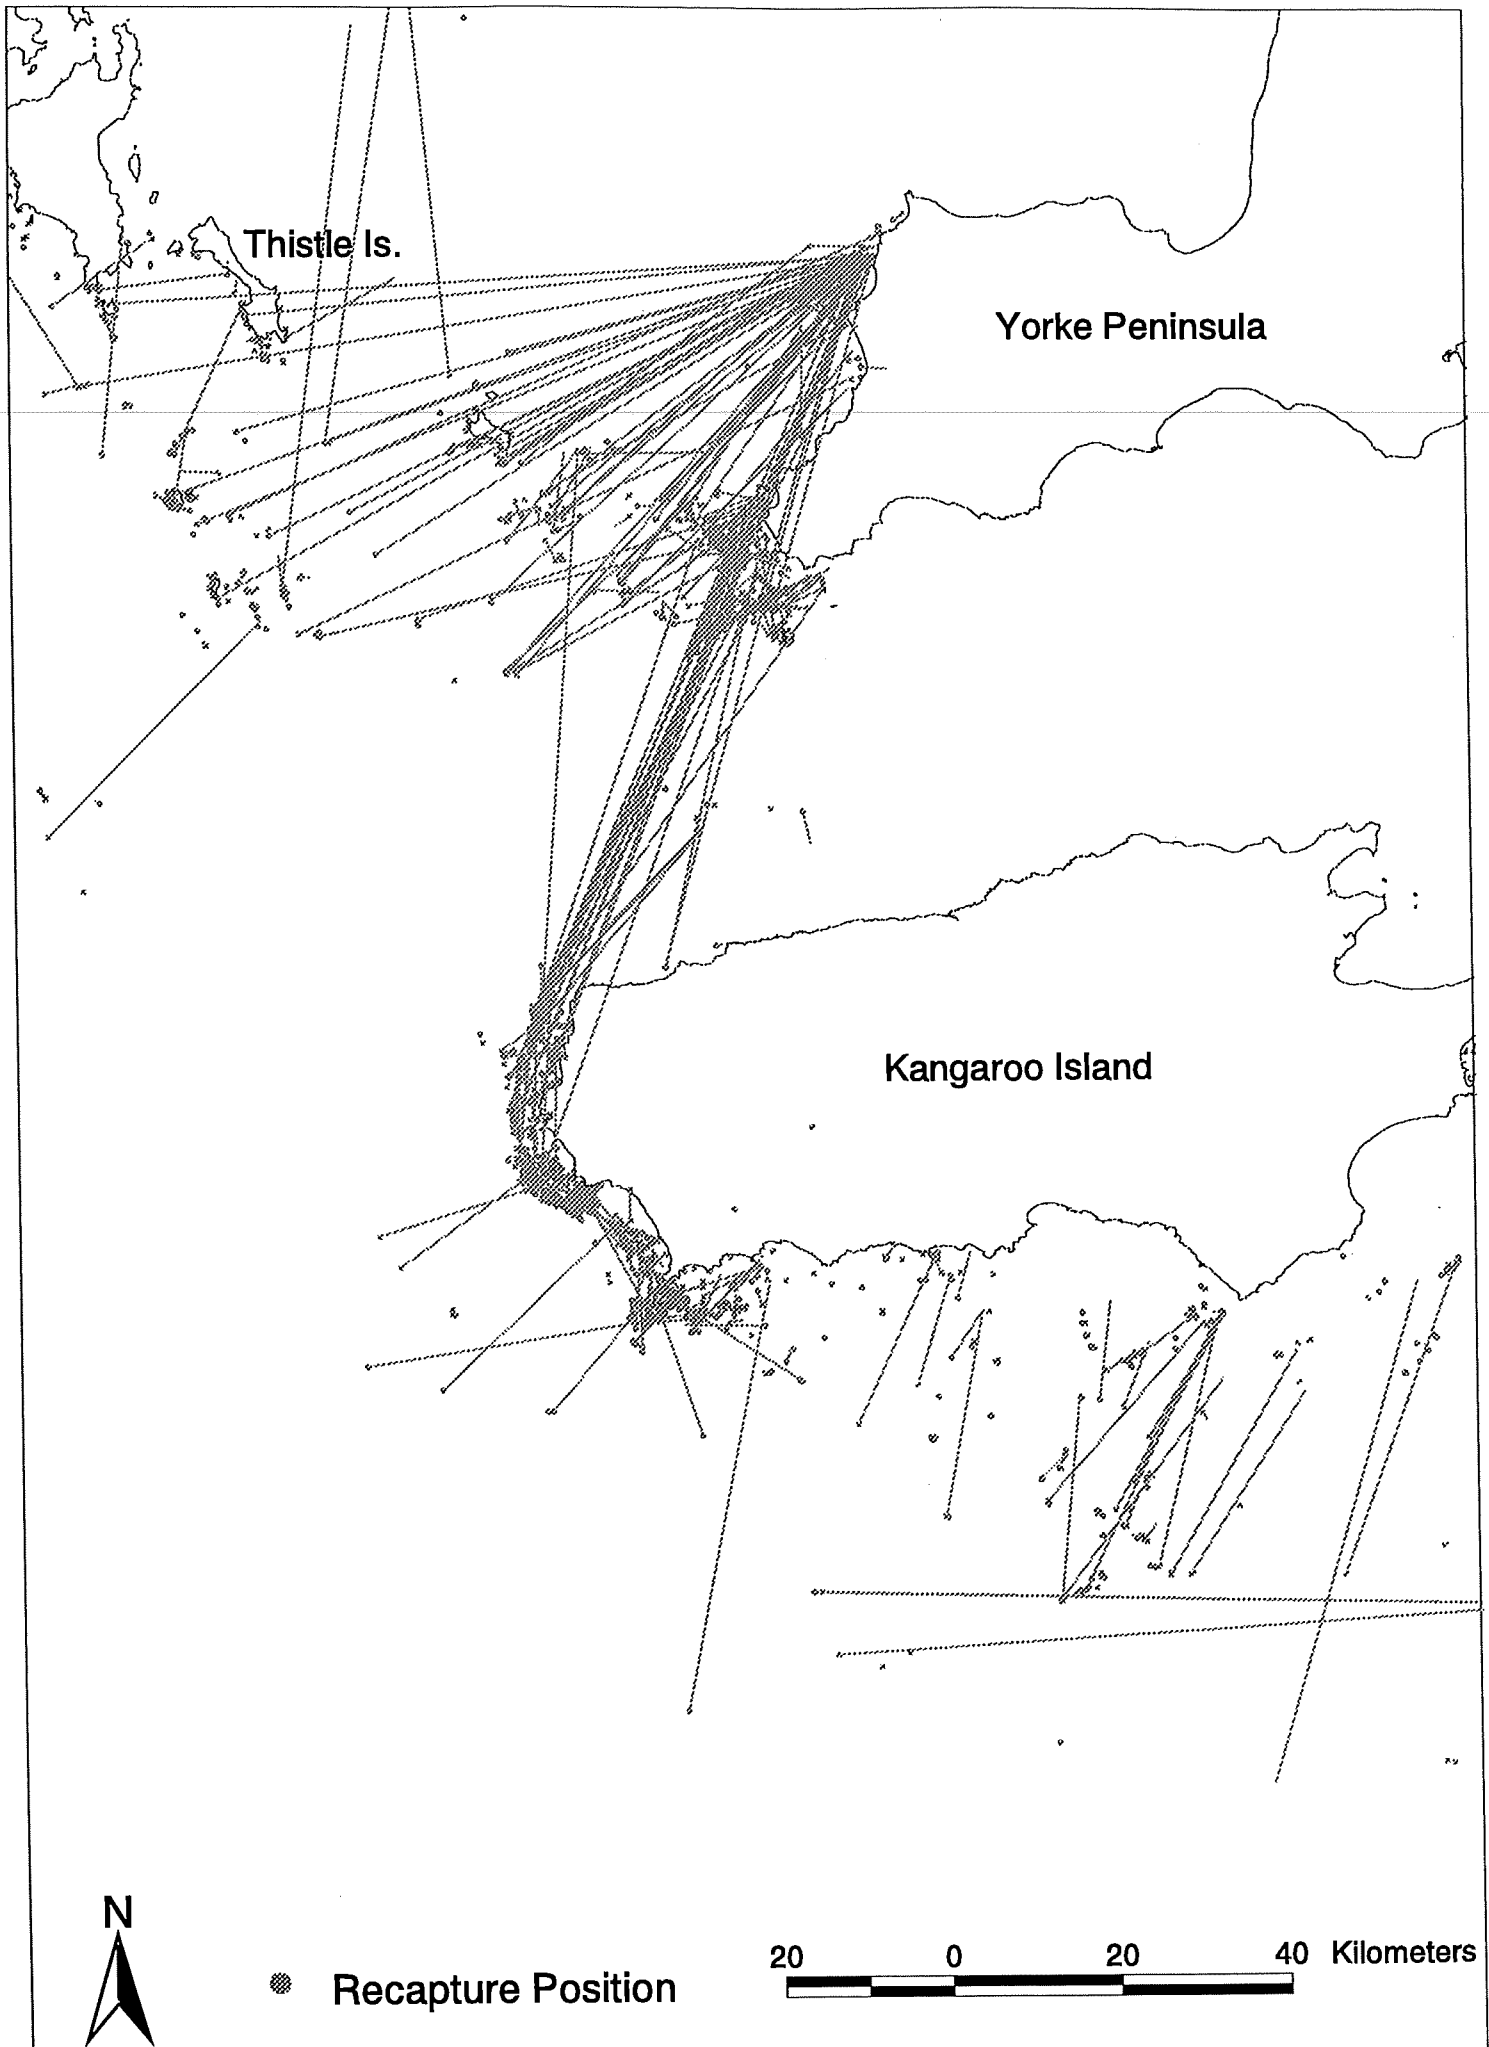 Thistle Is.
Yorke Peninsula
Kangaroo Island
N
20 0 20 40 Kilometers
Recapture Position